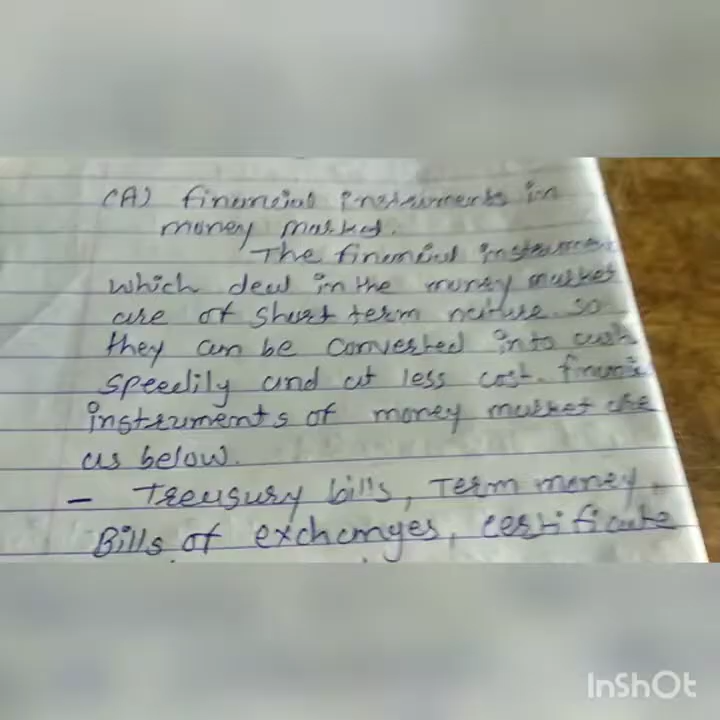 (A) financial instruments in
money market.
The financial instrumen
which deal in the money market
are of short term nature. so
they can be converted into cash
speedily and at less cost. financi
instruments of money market are
as below.
- Treasury bills, Term money,
Bills of exchanges, certificate
InShOt